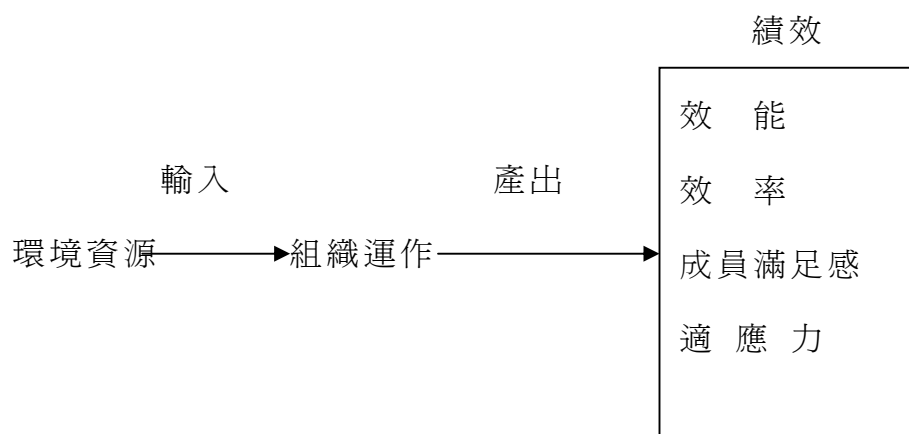 績效
效　能
輸入　產出
效　率
環境資源　組織運作
成員滿足感
適 應 力